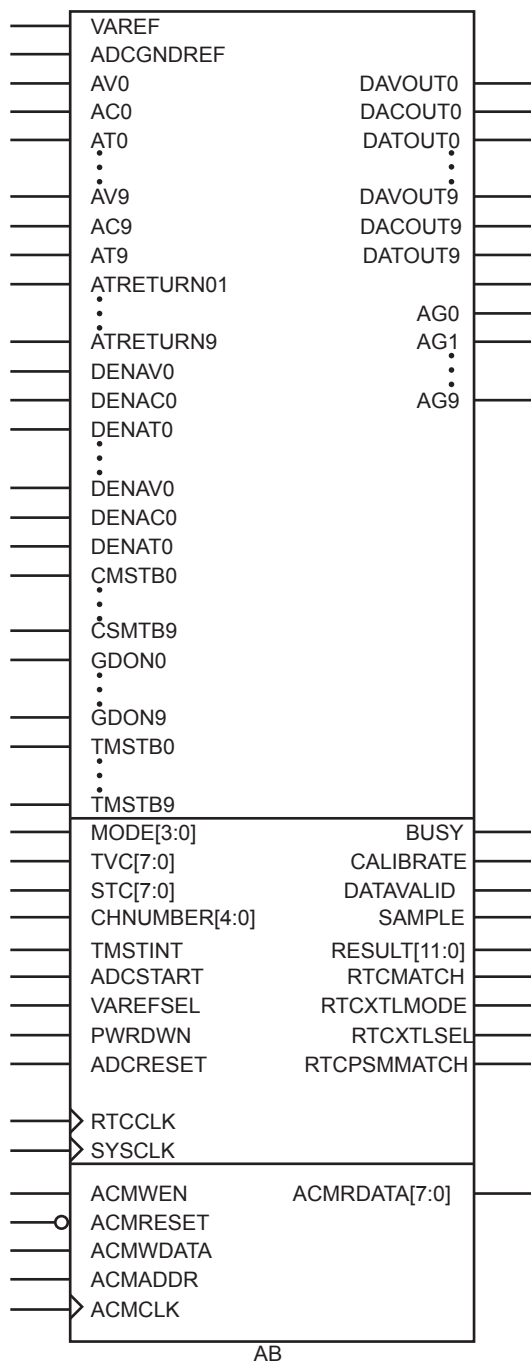 VAREF
ADCGNDREF
AV0 DAVOUT0
AC0 DACOUT0
AT0 DATOUT0
AV9 DAVOUT9
AC9 DACOUT9
AT9 DATOUT9
ATRETURN01
AG0
ATRETURN9 AG1
DENAV0
DENAC0 AG9
DENAT0
DENAV0
DENAC0
DENAT0
CMSTB0
CSMTB9
GDON0
GDON9
TMSTB0
TMSTB9
MODE[3:0] BUSY
TVC[7:0] CALIBRATE
STC[7:0] DATAVALID
CHNUMBER[4:0] SAMPLE
TMSTINT RESULT[11:0]
ADCSTART RTCMATCH
VAREFSEL RTCXTLMODE
PWRDWN RTCXTLSEL
ADCRESET RTCPSMMATCH
RTCCLK
SYSCLK
ACMWEN ACMRDATA[7:0]
ACMRESET
ACMWDATA
ACMADDR
ACMCLK
AB